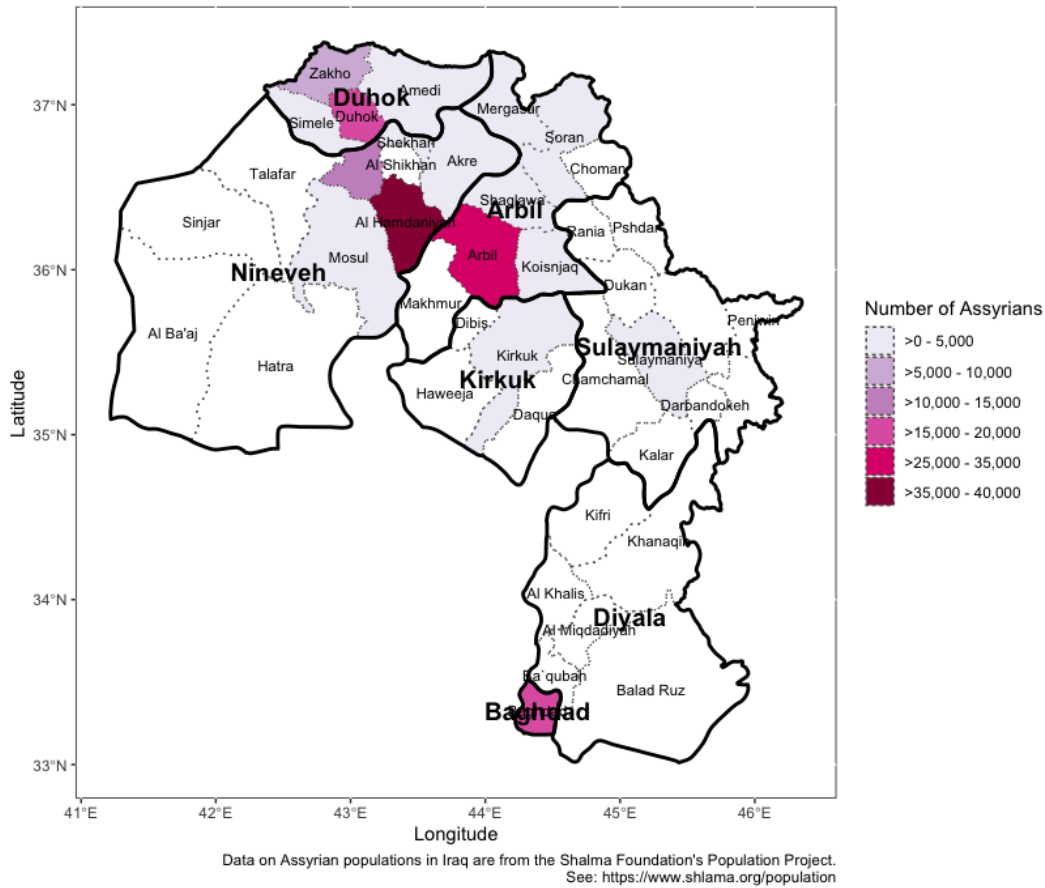 Zakho
Amedi
Duhok
Duhok
Simele
Mergasur
Shekhan
Soran
Al Shikhan
Akre
Choman
Talafar
Shaqlawa
Arbil
Sinjar
Al Hamdaniyah
Rania
Pshdar
Mosul
Arbil
Koisnjaq
Nineveh
Dukan
Makhmur
Al Ba'aj
Dibis
Penjwin
Sulaymaniyah
Kirkuk
Sulaymaniya
Hatra
Kirkuk
Chamchamal
Haweeja
Darbandokeh
Daquq
Kalar
Kifri
Khanaqin
Al Khalis
Diyala
Al Miqdadiyah
Ba`qubah
Balad Ruz
Baghdad
37°N
36°N
35°N
34°N
33°N
Latitude
41°E
42°E
43°E
44°E
45°E
46°E
Longitude
Number of Assyrians
>0 - 5,000
>5,000 - 10,000
>10,000 - 15,000
>15,000 - 20,000
>25,000 - 35,000
>35,000 - 40,000
Data on Assyrian populations in Iraq are from the Shalma Foundation's Population Project.
See: https://www.shlama.org/population